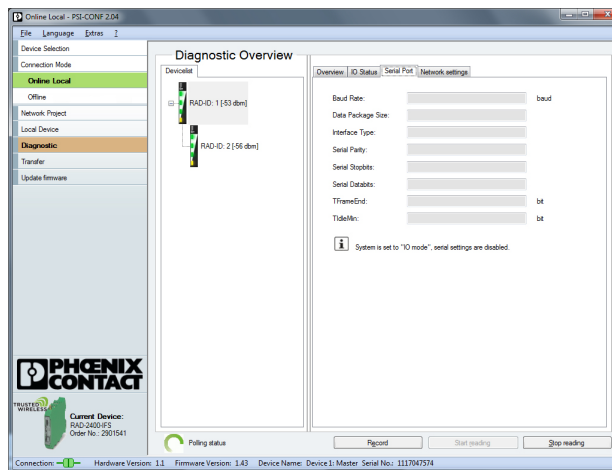 Online Local - PSI-CONF 2.04
File Language Extras ?
Device Selection
Connection Mode
Online Local
Offline
Network Project
Local Device
Diagnostic
Transfer
Update firmware
PHOENIX
CONTACT
TRUSTED
WIRELESS
Current Device:
RAD-2400-IFS
Order No.: 2901541
Diagnostic Overview
Devicelist
RAD-ID: 1 [-53 dbm]
RAD-ID: 2 [-56 dbm]
Polling status
Overview IO Status Serial Port Network settings
Baud Rate: baud
Data Package Size:
Interface Type:
Serial Parity:
Serial Stopbits:
Serial Databits:
TFrameEnd: bit
TIdleMin: bit
System is set to "IO mode", serial settings are disabled.
Record Start reading Stop reading
Connection: Hardware Version: 1.1 Firmware Version: 1.43 Device Name: Device 1: Master Serial No.: 1117047574